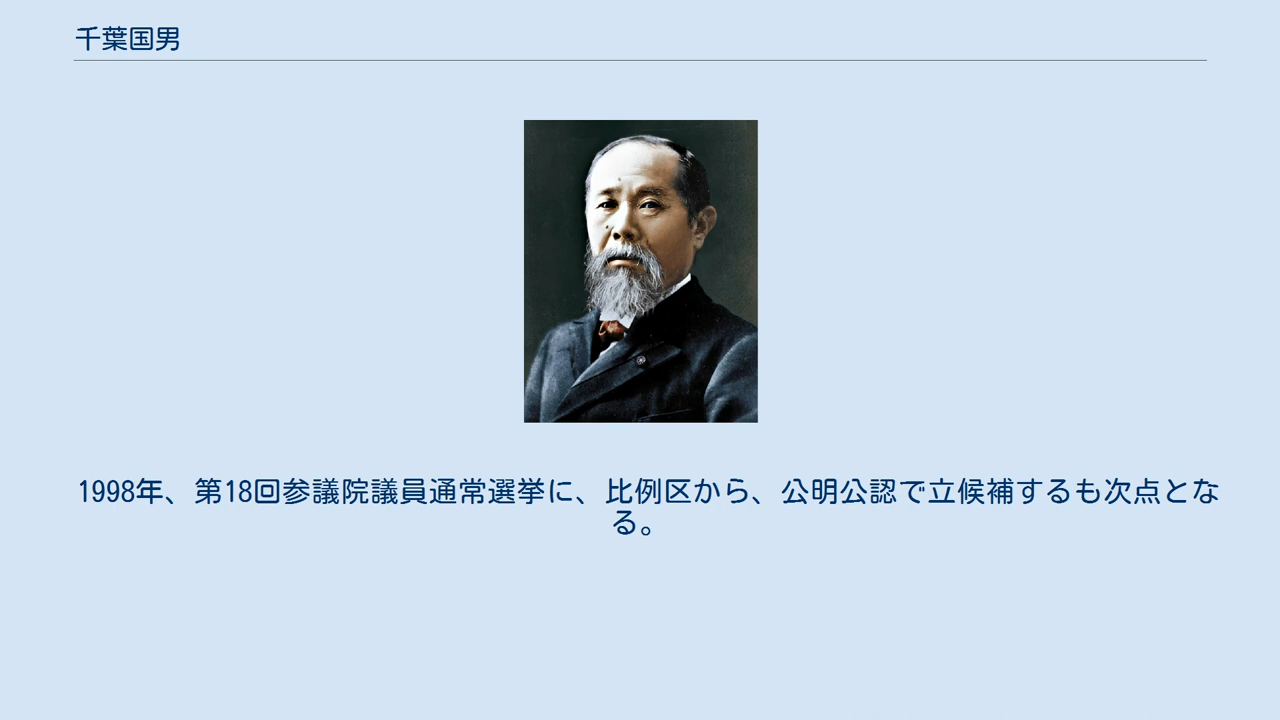 千葉国男
1998年、第18回参議院議員通常選挙に、比例区から、公明公認で立候補するも次点とな
る。